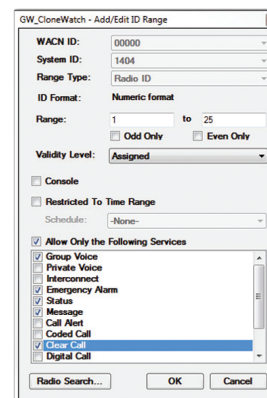 GW_CloneWatch - Add/Edit ID Range
WACN ID: 00000
System ID: 1404
Range Type: Radio ID
ID Format: Numeric format
Range: 1 to 25
Odd Only Even Only
Validity Level: Assigned
Console
Restricted To Time Range
Schedule: -None-
Allow Only the Following Services
Group Voice
Private Voice
Interconnect
Emergency Alarm
Status
Message
Call Alert
Coded Call
Clear Call
Digital Call
Radio Search... OK Cancel